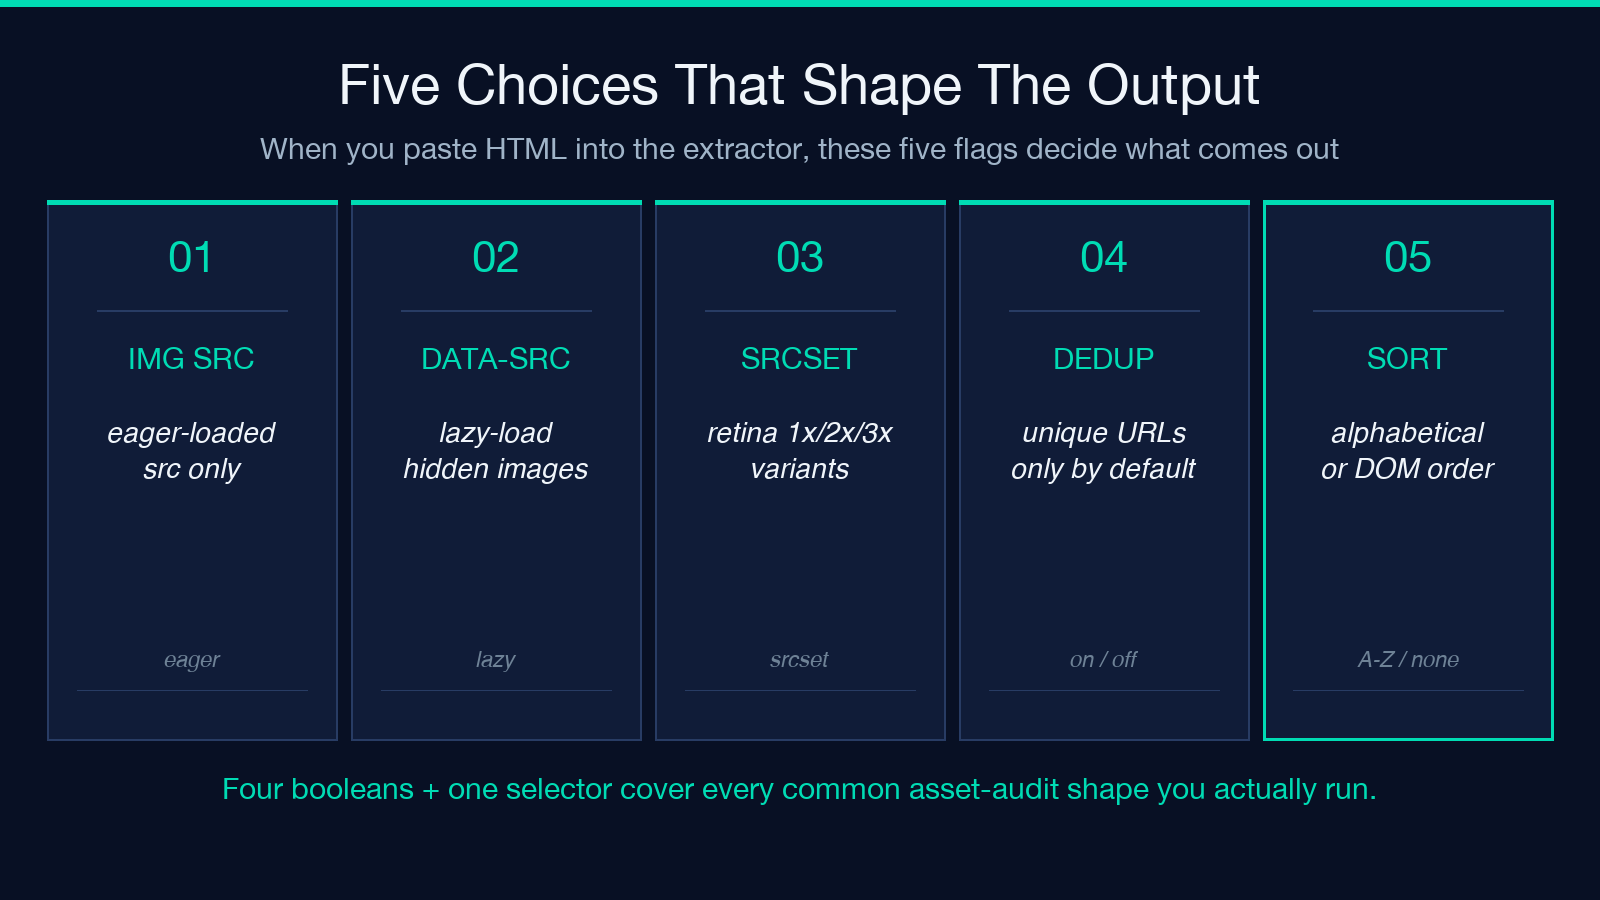 Five Choices That Shape The Output
When you paste HTML into the extractor, these five flags decide what comes out
01
IMG SRC
eager-loaded
src only
eager
02
DATA-SRC
lazy-load
hidden images
lazy
03
SRCSET
retina 1x/2x/3x
variants
srcset
04
DEDUP
unique URLs
only by default
on / off
05
SORT
alphabetical
or DOM order
A-Z / none
Four booleans + one selector cover every common asset-audit shape you actually run.